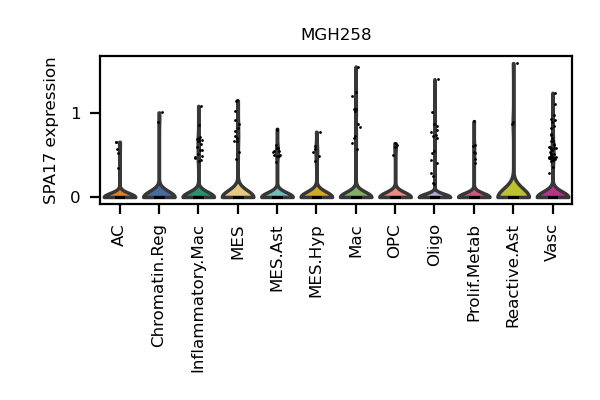 MGH258
SPA17 expression
1
0
AC
Chromatin.Reg
Inflammatory.Mac
MES
MES.Ast
MES.Hyp
Mac
OPC
Oligo
Prolif.Metab
Reactive.Ast
Vasc